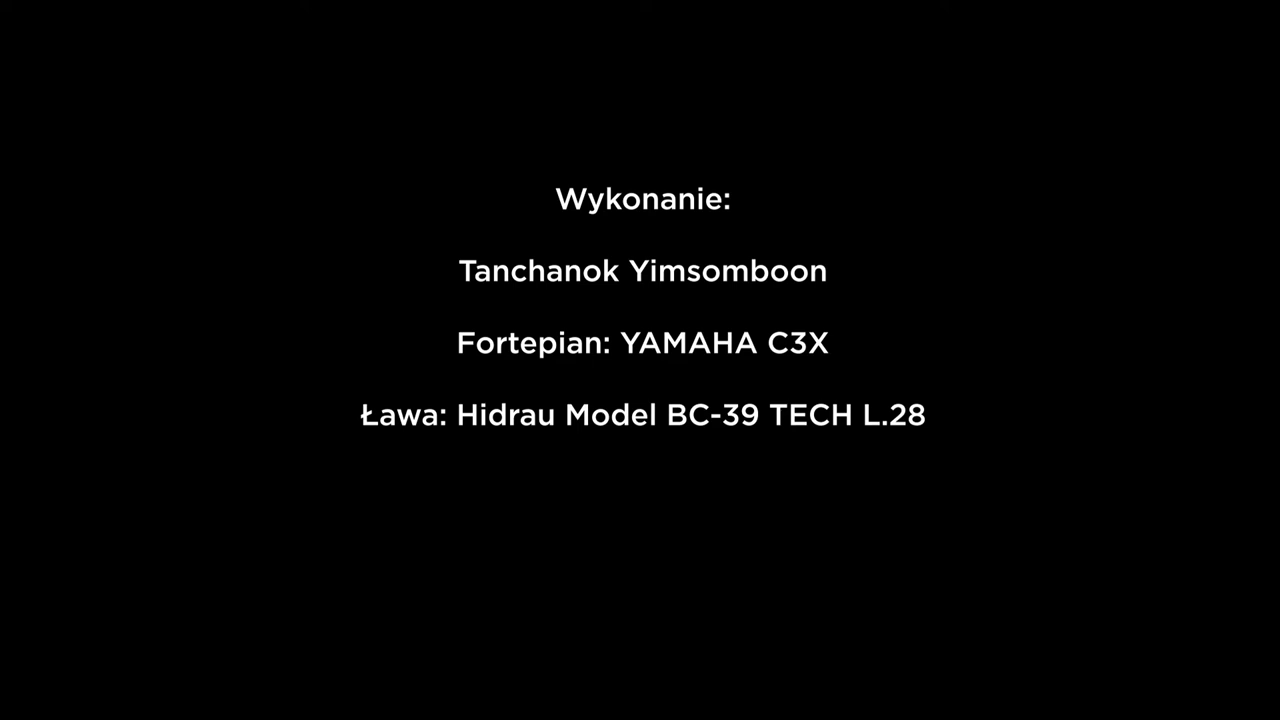 Wykonanie:
Tanchanok Yimsomboon
Fortepian: YAMAHA C3X
Ława: Hidrau Model BC-39 TECH L.28